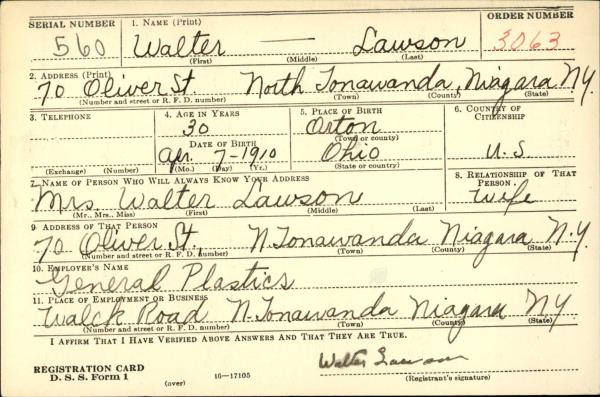 SERIAL NUMBER 1. NAME (Print) ORDER NUMBER
560 Walter — Lawson 3063
(First) (Middle) (Last)
2. ADDRESS (Print)
70 Oliver St North Tonawanda, Niagara N.Y.
(Number and street or R. F. D. number) (Town) (County) (State)
3. TELEPHONE 4. AGE IN YEARS 5. PLACE OF BIRTH 6. COUNTRY OF CITIZENSHIP
30 Orton
(Town or county)
DATE OF BIRTH
Apr. 7-1910 Ohio U.S
(Exchange) (Number) (Mo.) (Day) (Yr.) (State or country)
7. NAME OF PERSON WHO WILL ALWAYS KNOW YOUR ADDRESS 8. RELATIONSHIP OF THAT PERSON
Mrs. Walter Lawson Wife
(Mr., Mrs., Miss) (First) (Middle) (Last)
9. ADDRESS OF THAT PERSON
70 Oliver St., N. Tonawanda Niagara N.Y.
(Number and street or R. F. D. number) (Town) (County) (State)
10. EMPLOYER'S NAME
General Plastics
11. PLACE OF EMPLOYMENT OR BUSINESS
Walck Road N. Tonawanda Niagara NY
(Number and street or R. F. D. number) (Town) (County) (State)
I AFFIRM THAT I HAVE VERIFIED ABOVE ANSWERS AND THAT THEY ARE TRUE.
Walter Lawson
REGISTRATION CARD
D. S. S. Form 1 (over) 16—17105 (Registrant's signature)